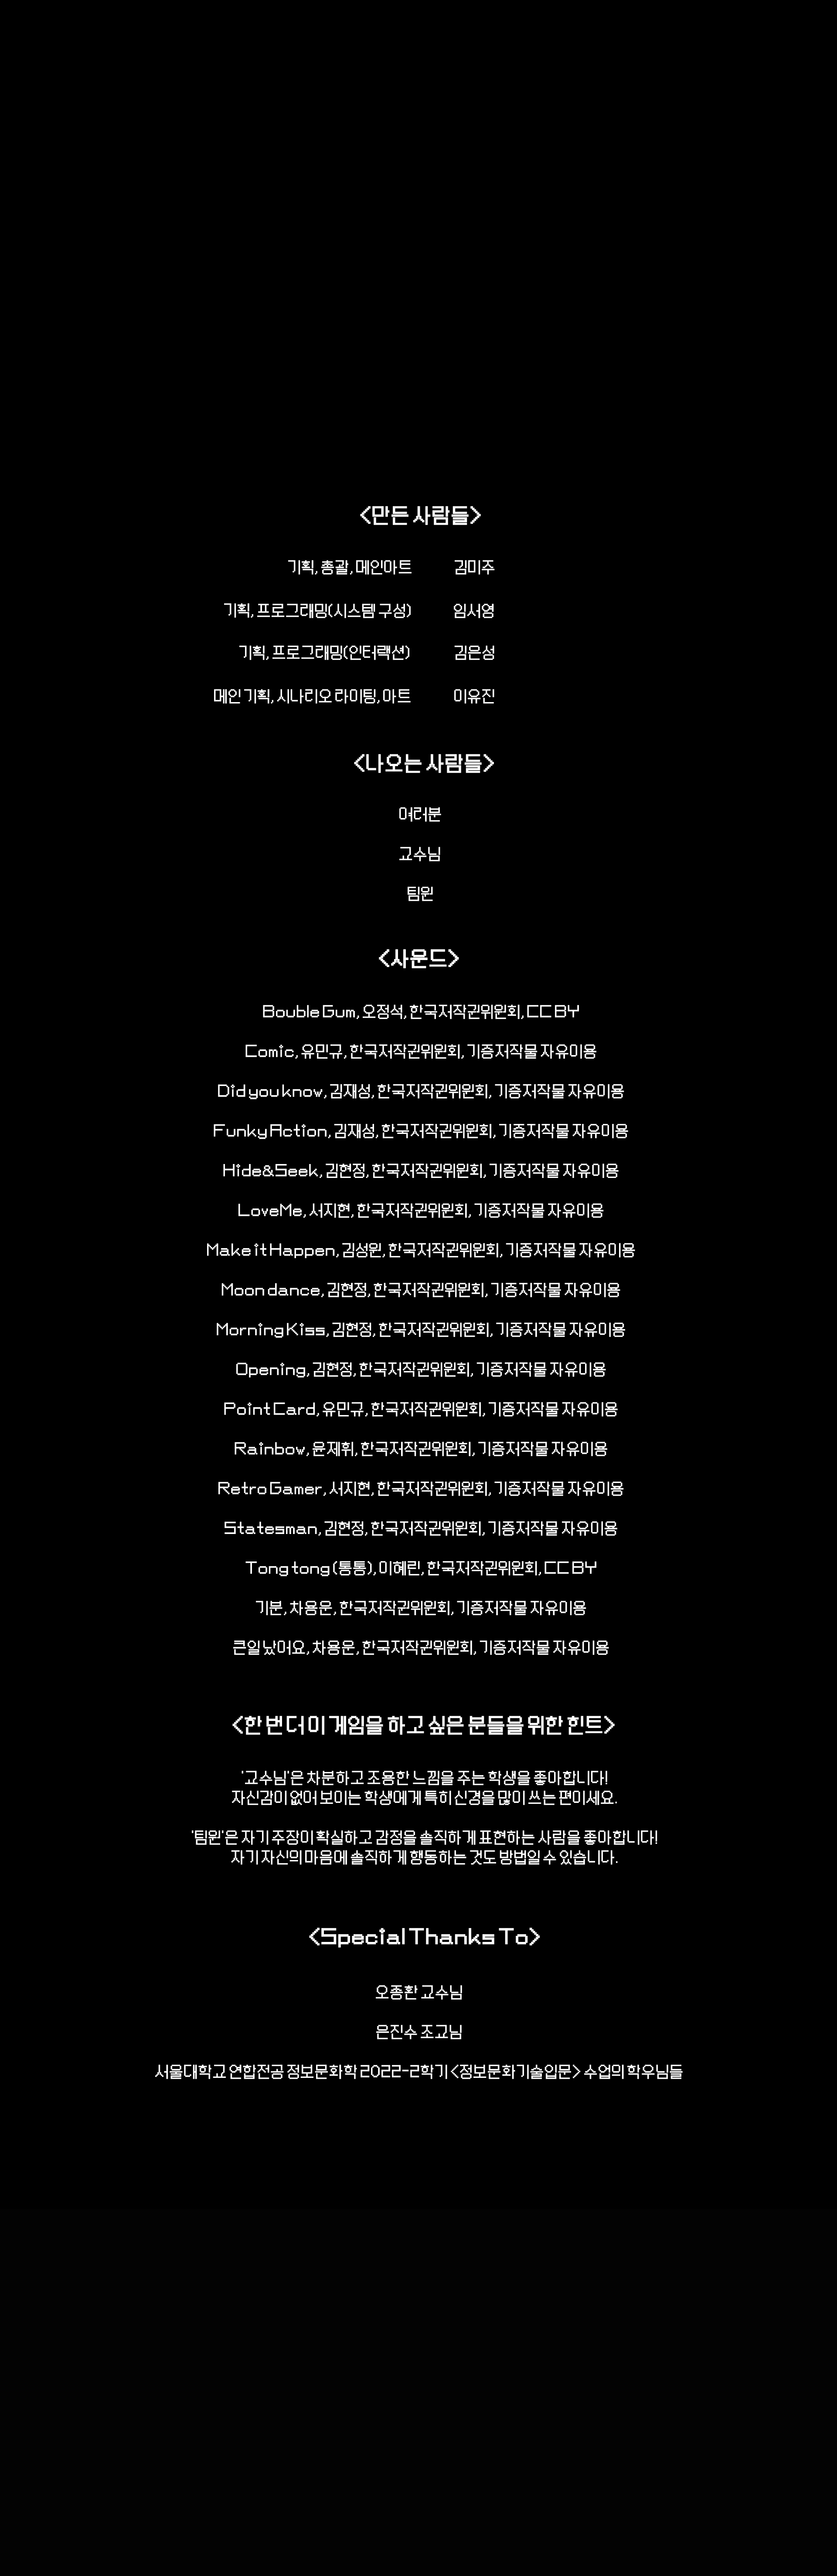 <만든 사람들>
기획, 총괄, 메인아트 김미주
기획, 프로그래밍(시스템 구성) 임서영
기획, 프로그래밍(인터랙션) 김은성
메인 기획, 시나리오 라이팅, 아트 이유진
<나오는 사람들>
여러분
교수님
팀원
<사운드>
Bouble Gum, 오정석, 한국저작권위원회, CC BY
Comic, 유민규, 한국저작권위원회, 기증저작물 자유이용
Did you know, 김재성, 한국저작권위원회, 기증저작물 자유이용
Funky Action, 김재성, 한국저작권위원회, 기증저작물 자유이용
Hide&Seek, 김현정, 한국저작권위원회, 기증저작물 자유이용
LoveMe, 서지현, 한국저작권위원회, 기증저작물 자유이용
Make it Happen, 김성원, 한국저작권위원회, 기증저작물 자유이용
Moon dance, 김현정, 한국저작권위원회, 기증저작물 자유이용
Morning Kiss, 김현정, 한국저작권위원회, 기증저작물 자유이용
Opening, 김현정, 한국저작권위원회, 기증저작물 자유이용
Point Card, 유민규, 한국저작권위원회, 기증저작물 자유이용
Rainbow, 윤제휘, 한국저작권위원회, 기증저작물 자유이용
Retro Gamer, 서지현, 한국저작권위원회, 기증저작물 자유이용
Statesman, 김현정, 한국저작권위원회, 기증저작물 자유이용
Tong tong (통통), 이혜린, 한국저작권위원회, CC BY
기분, 차용운, 한국저작권위원회, 기증저작물 자유이용
큰일 났어요, 차용운, 한국저작권위원회, 기증저작물 자유이용
<한 번 더 이 게임을 하고 싶은 분들을 위한 힌트>
'교수님'은 차분하고 조용한 느낌을 주는 학생을 좋아합니다!
자신감이 없어 보이는 학생에게 특히 신경을 많이 쓰는 편이세요.
'팀원'은 자기 주장이 확실하고 감정을 솔직하게 표현하는 사람을 좋아합니다!
자기 자신의 마음에 솔직하게 행동하는 것도 방법일 수 있습니다.
<Special Thanks To>
오종환 교수님
은진수 조교님
서울대학교 연합전공 정보문화학 2022-2학기 <정보문화기술입문> 수업의 학우님들